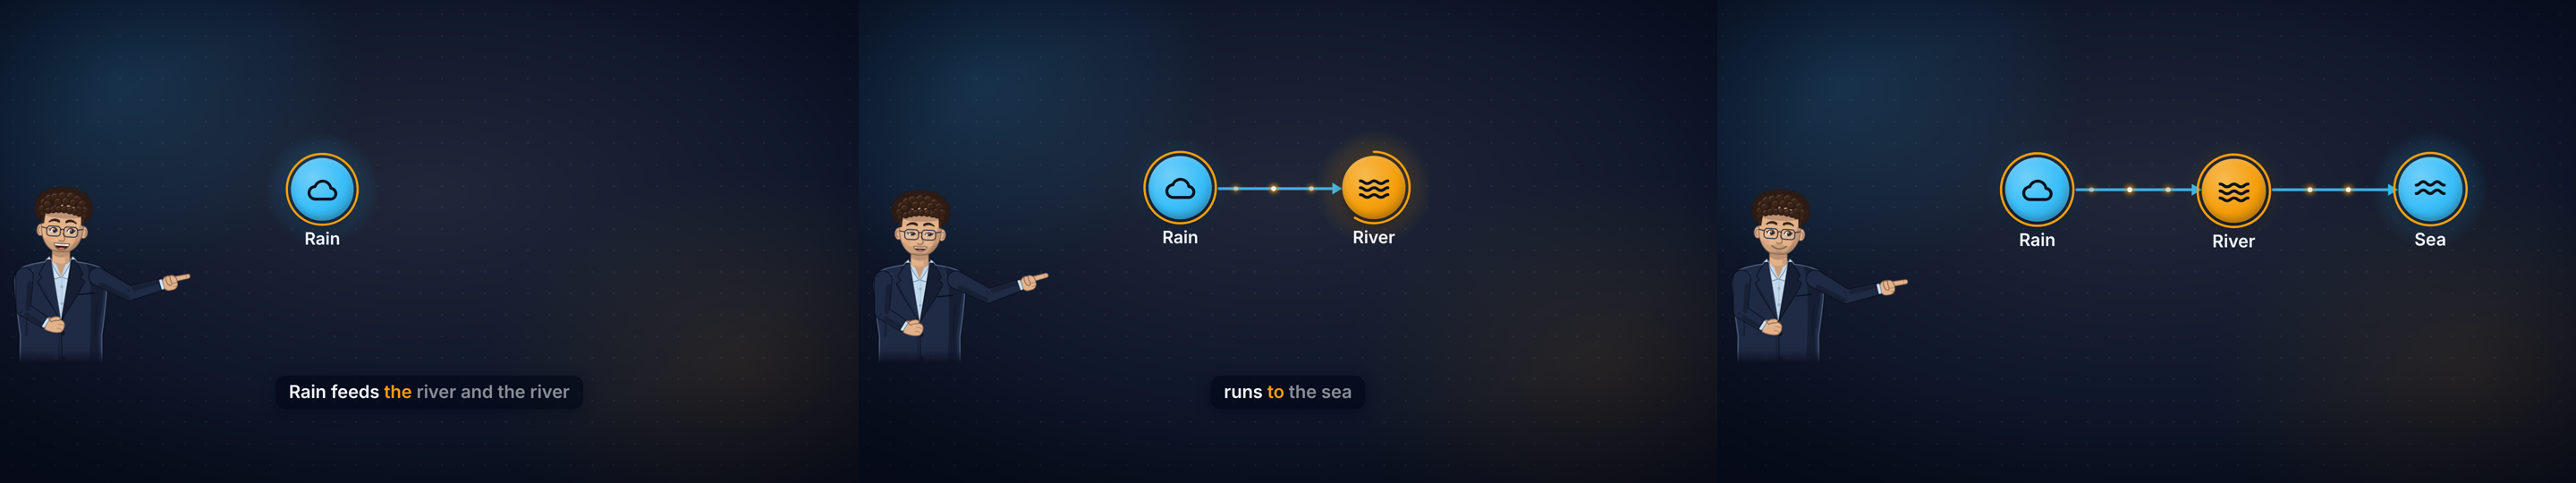 Rain
Rain feeds the river and the river
Rain
River
runs to the sea
Rain
River
Sea